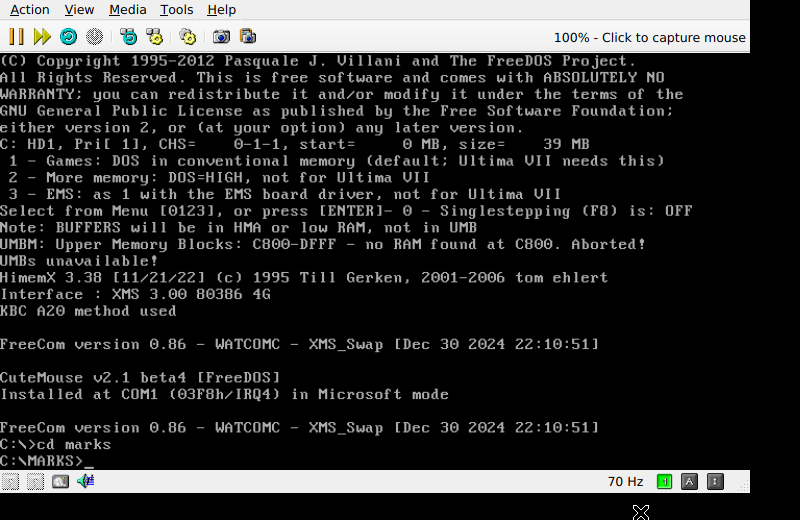 Action View Media Tools Help
100% - Click to capture mouse
(C) Copyright 1995-2012 Pasquale J. Villani and The FreeDOS Project.
All Rights Reserved. This is free software and comes with ABSOLUTELY NO
WARRANTY; you can redistribute it and/or modify it under the terms of the
GNU General Public License as published by the Free Software Foundation;
either version 2, or (at your option) any later version.
C: HD1, Pri[ 1], CHS=    0-1-1, start=     0 MB, size=    39 MB
 1 - Games: DOS in conventional memory (default; Ultima VII needs this)
 2 - More memory: DOS=HIGH, not for Ultima VII
 3 - EMS: as 1 with the EMS board driver, not for Ultima VII
Select from Menu [0123], or press [ENTER]- 0 - Singlestepping (F8) is: OFF
Note: BUFFERS will be in HMA or low RAM, not in UMB
UMBM: Upper Memory Blocks: C800-DFFF - no RAM found at C800. Aborted!
UMBs unavailable!
HimemX 3.38 [11/21/22] (c) 1995 Till Gerken, 2001-2006 tom ehlert
Interface : XMS 3.00 80386 4G
KBC A20 method used
FreeCom version 0.86 - WATCOMC - XMS_Swap [Dec 30 2024 22:10:51]
CuteMouse v2.1 beta4 [FreeDOS]
Installed at COM1 (03F8h/IRQ4) in Microsoft mode
FreeCom version 0.86 - WATCOMC - XMS_Swap [Dec 30 2024 22:10:51]
C:\>cd marks
C:\MARKS>_
70 Hz